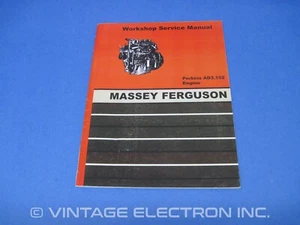 Workshop Service Manual
Perkins AD3.152
Engine
MASSEY FERGUSON
© VINTAGE ELECTRON INC.